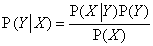 P(Y|X) = P(X|Y)P(Y) / P(X)